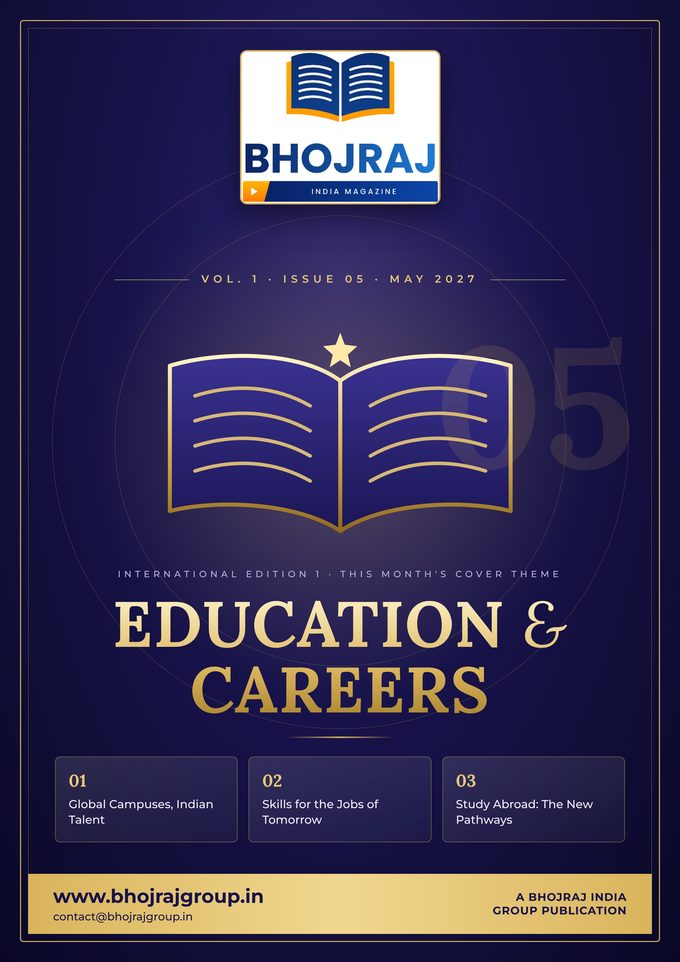 BHOJRAJ
INDIA MAGAZINE
VOL. 1 · ISSUE 05 · MAY 2027
05
INTERNATIONAL EDITION 1 · THIS MONTH'S COVER THEME
EDUCATION &
CAREERS
01
Global Campuses, Indian
Talent
02
Skills for the Jobs of
Tomorrow
03
Study Abroad: The New
Pathways
www.bhojrajgroup.in
contact@bhojrajgroup.in
A BHOJRAJ INDIA
GROUP PUBLICATION